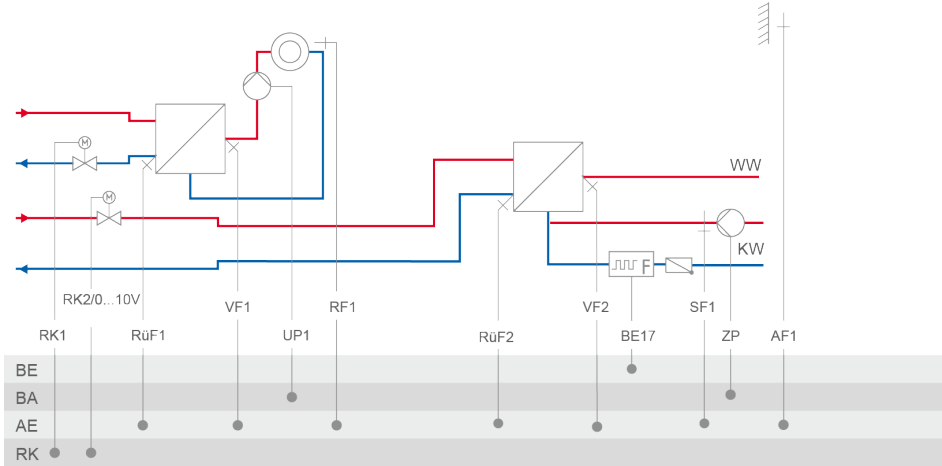 M
WW
M
F
KW
RK2/0...10V
VF1
RF1
VF2
SF1
RK1
RüF1
UP1
RüF2
BE17
ZP
AF1
BE
BA
AE
RK